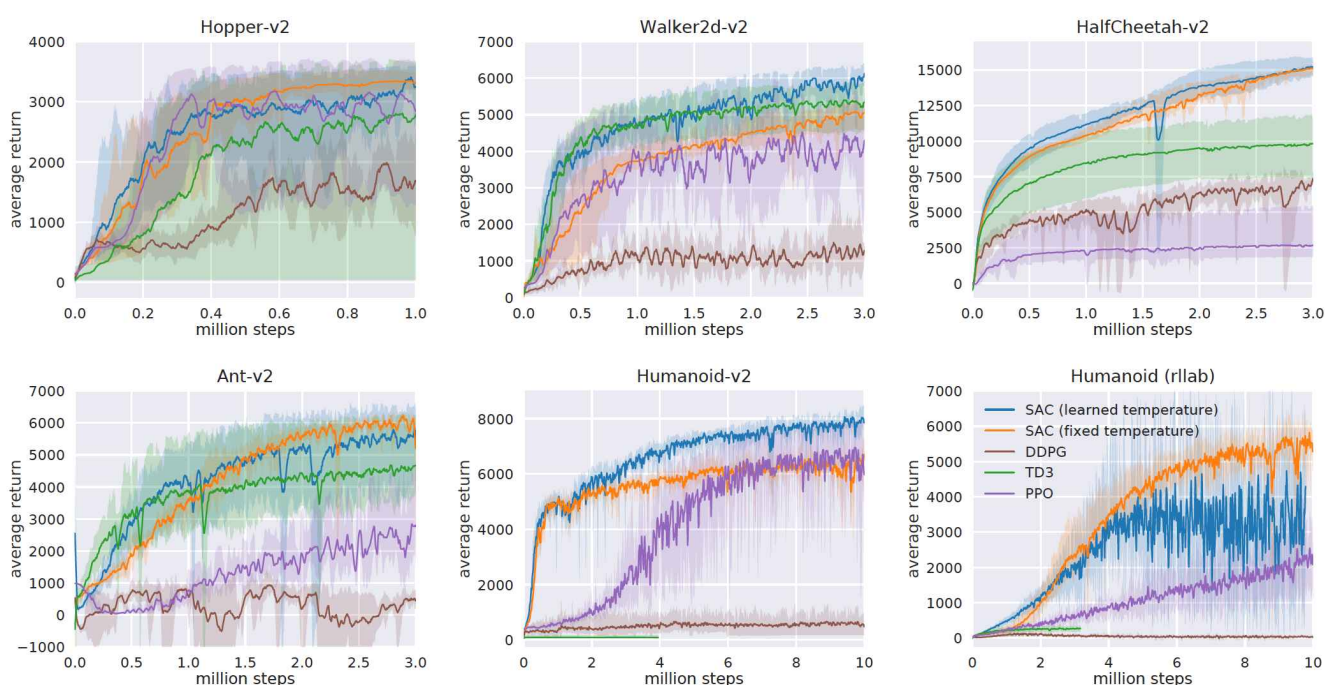 Hopper-v2
4000
3000
2000
1000
0
average return
0.0 0.2 0.4 0.6 0.8 1.0
million steps
Walker2d-v2
7000
6000
5000
4000
3000
2000
1000
0
average return
0.0 0.5 1.0 1.5 2.0 2.5 3.0
million steps
HalfCheetah-v2
15000
12500
10000
7500
5000
2500
0
average return
0.0 0.5 1.0 1.5 2.0 2.5 3.0
million steps
Ant-v2
7000
6000
5000
4000
3000
2000
1000
0
−1000
average return
0.0 0.5 1.0 1.5 2.0 2.5 3.0
million steps
Humanoid-v2
8000
6000
4000
2000
0
average return
0 2 4 6 8 10
million steps
Humanoid (rllab)
7000
6000
5000
4000
3000
2000
1000
0
average return
SAC (learned temperature)
SAC (fixed temperature)
DDPG
TD3
PPO
0 2 4 6 8 10
million steps